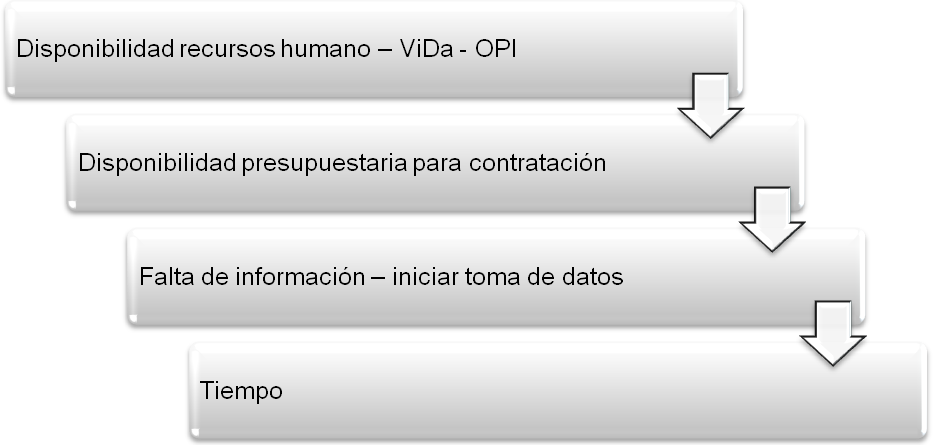 Disponibilidad recursos humano – ViDa - OPI
Disponibilidad presupuestaria para contratación
Falta de información – iniciar toma de datos
Tiempo